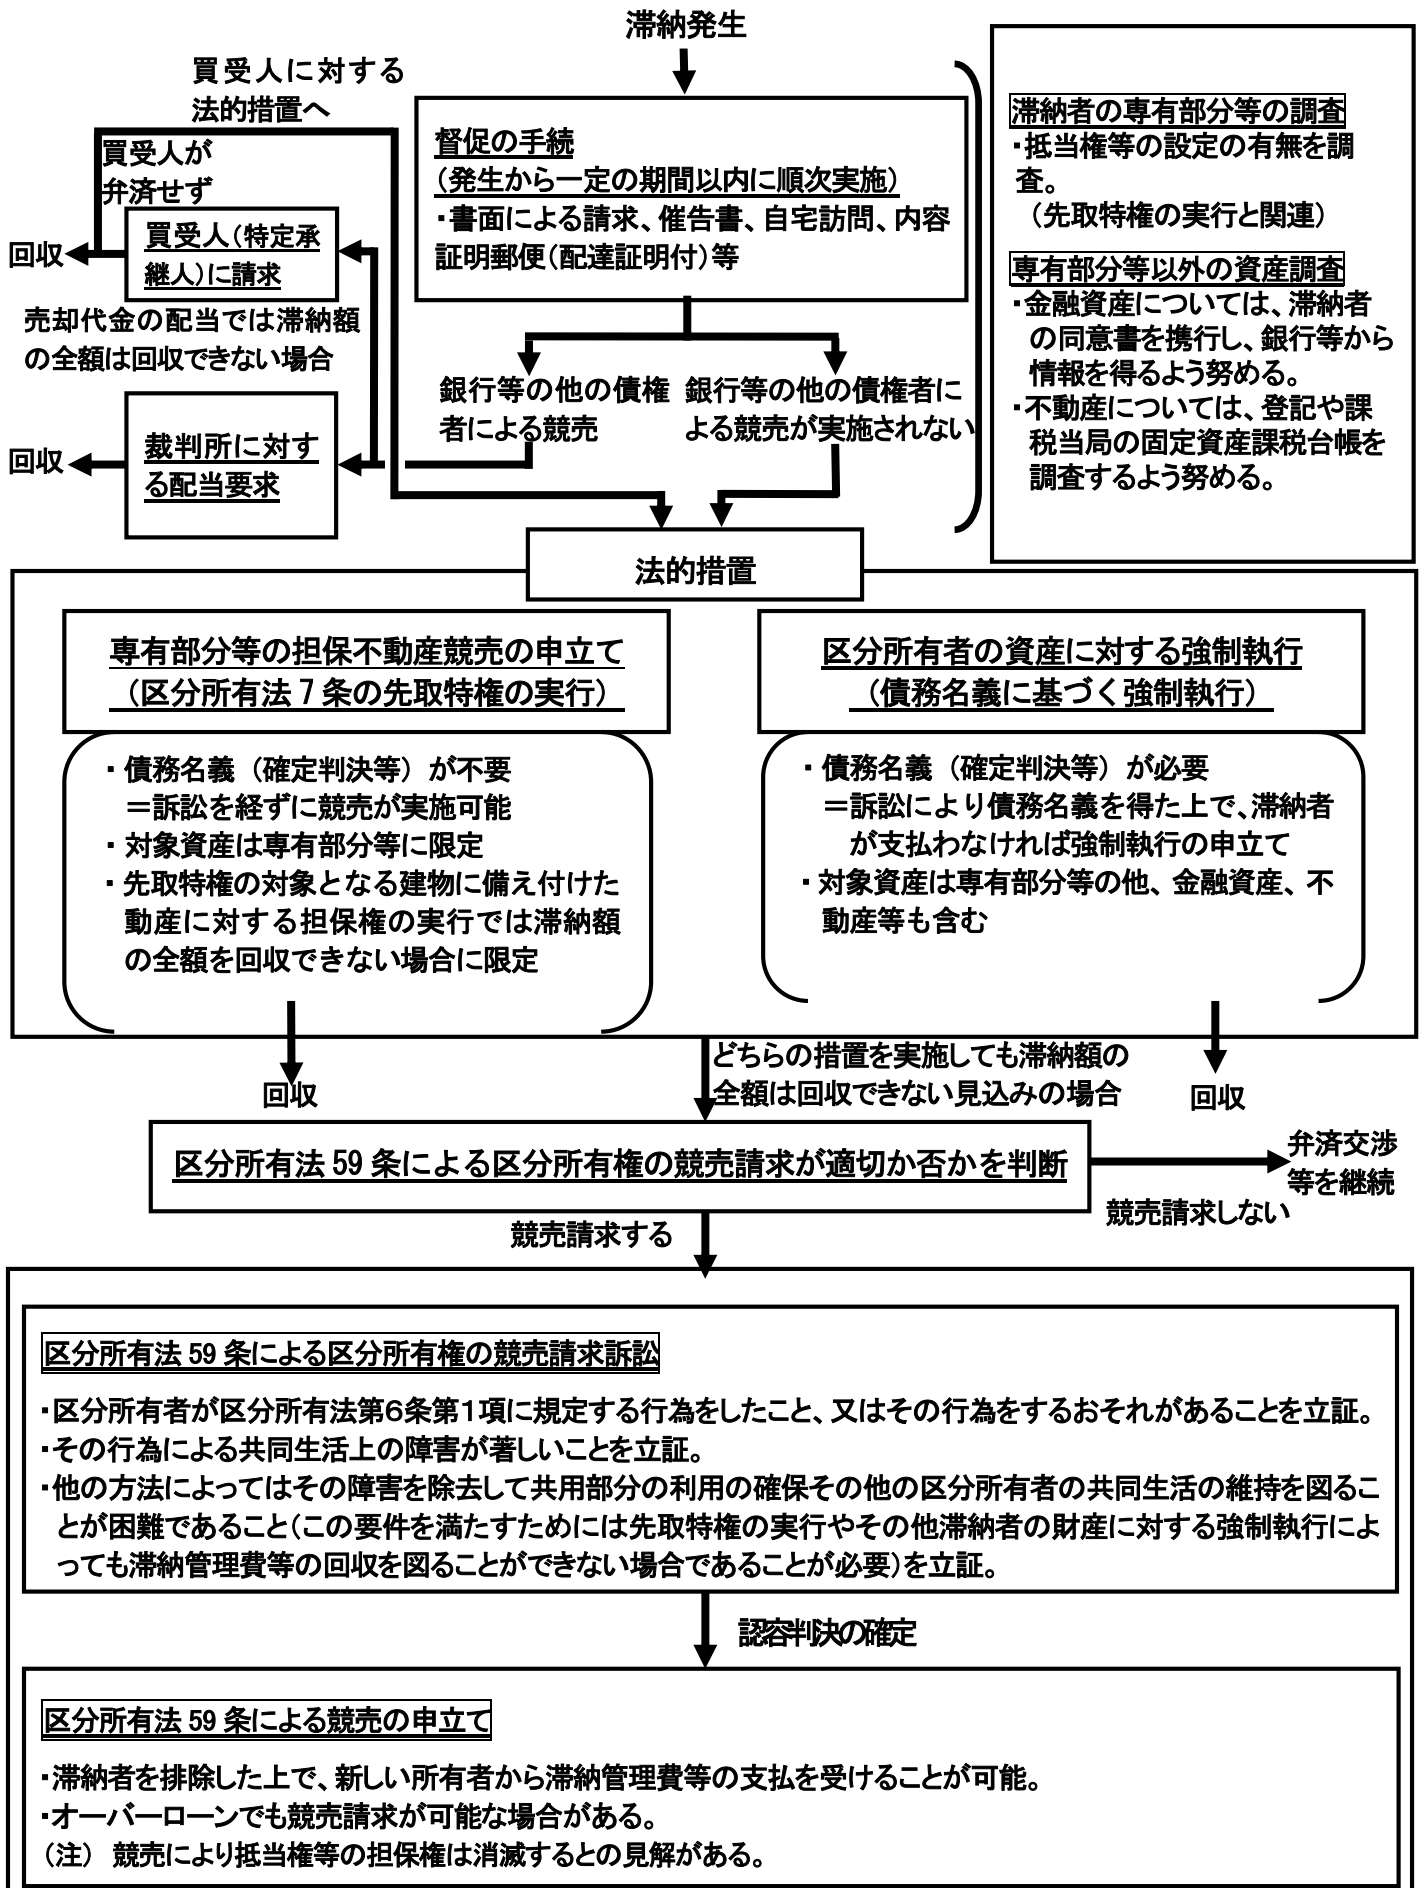 滞納発生
買受人に対する
法的措置へ
買受人が
弁済せず
回収
買受人（特定承
継人）に請求
売却代金の配当では滞納額
の全額は回収できない場合
回収
裁判所に対す
る配当要求
督促の手続
（発生から一定の期間以内に順次実施）
・書面による請求、催告書、自宅訪問、内容
証明郵便（配達証明付）等
銀行等の他の債権
者による競売
銀行等の他の債権者に
よる競売が実施されない
滞納者の専有部分等の調査
・抵当権等の設定の有無を調
査。
（先取特権の実行と関連）
専有部分等以外の資産調査
・金融資産については、滞納者
の同意書を携行し、銀行等から
情報を得るよう努める。
・不動産については、登記や課
税当局の固定資産課税台帳を
調査するよう努める。
法的措置
専有部分等の担保不動産競売の申立て
（区分所有法７条の先取特権の実行）
・債務名義（確定判決等）が不要
＝訴訟を経ずに競売が実施可能
・対象資産は専有部分等に限定
・先取特権の対象となる建物に備え付けた
動産に対する担保権の実行では滞納額
の全額を回収できない場合に限定
区分所有者の資産に対する強制執行
（債務名義に基づく強制執行）
・債務名義（確定判決等）が必要
＝訴訟により債務名義を得た上で、滞納者
が支払わなければ強制執行の申立て
・対象資産は専有部分等の他、金融資産、不
動産等も含む
回収
どちらの措置を実施しても滞納額の
全額は回収できない見込みの場合
回収
区分所有法 59 条による区分所有権の競売請求が適切か否かを判断
弁済交渉
等を継続
競売請求しない
競売請求する
区分所有法 59 条による区分所有権の競売請求訴訟
・区分所有者が区分所有法第６条第１項に規定する行為をしたこと、又はその行為をするおそれがあることを立証。
・その行為による共同生活上の障害が著しいことを立証。
・他の方法によってはその障害を除去して共用部分の利用の確保その他の区分所有者の共同生活の維持を図るこ
とが困難であること（この要件を満たすためには先取特権の実行やその他滞納者の財産に対する強制執行によ
っても滞納管理費等の回収を図ることができない場合であることが必要）を立証。
認容判決の確定
区分所有法 59 条による競売の申立て
・滞納者を排除した上で、新しい所有者から滞納管理費等の支払を受けることが可能。
・オーバーローンでも競売請求が可能な場合がある。
（注） 競売により抵当権等の担保権は消滅するとの見解がある。